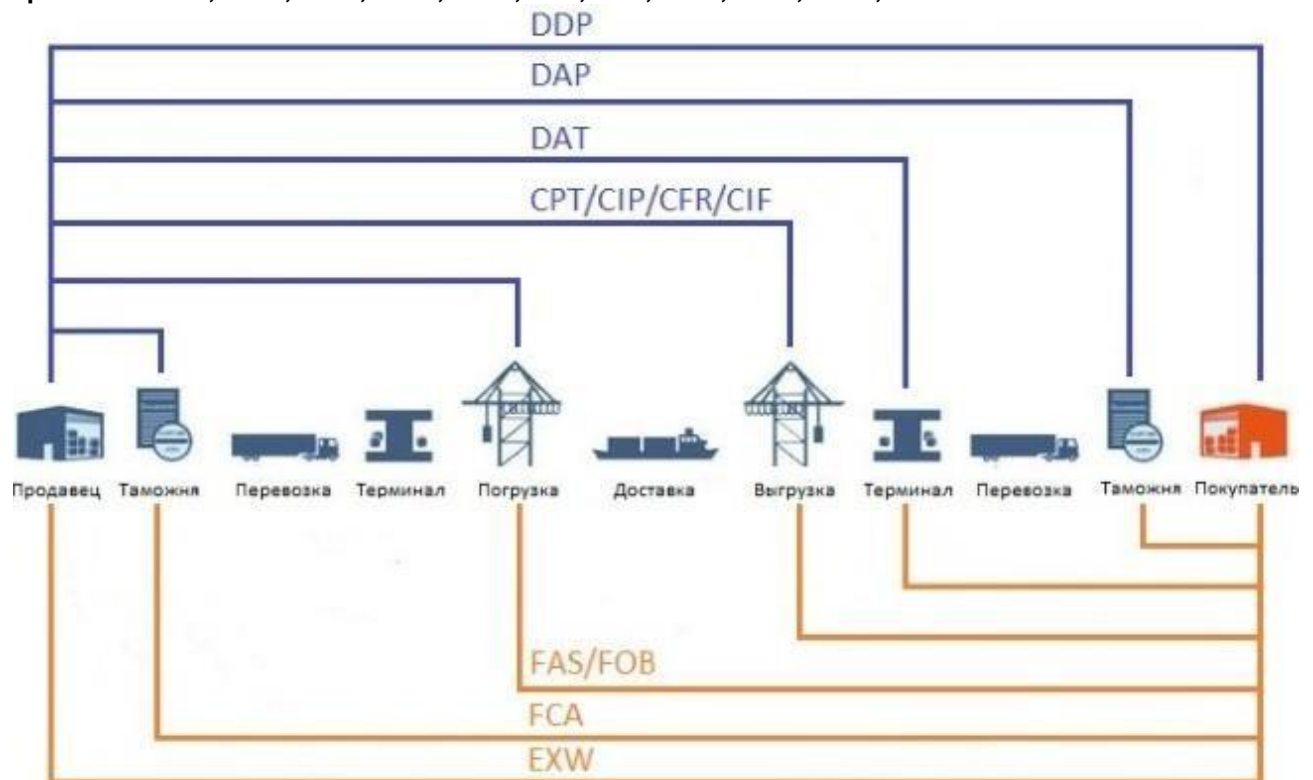 DDP
DAP
DAT
CPT/CIP/CFR/CIF
Продавец Таможня Перевозка Терминал Погрузка Доставка Выгрузка Терминал Перевозка Таможня Покупатель
FAS/FOB
FCA
EXW